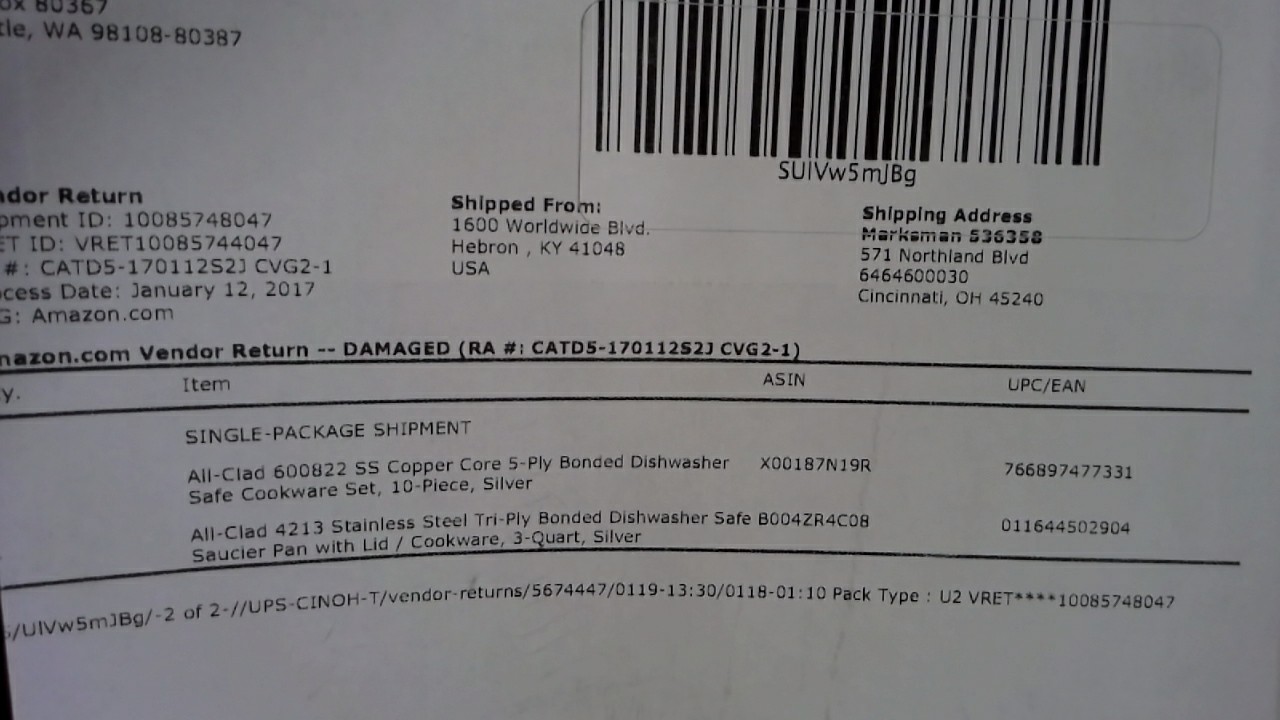 ox 80367
tle, WA 98108-80387
SUIVw5mJBg
ndor Return
pment ID: 10085748047
ET ID: VRET10085744047
#: CATD5-170112S2J CVG2-1
cess Date: January 12, 2017
G: Amazon.com
Shipped From:
1600 Worldwide Blvd.
Hebron , KY 41048
USA
Shipping Address
Marksman 536358
571 Northland Blvd
6464600030
Cincinnati, OH 45240
mazon.com Vendor Return -- DAMAGED (RA #: CATD5-170112S2J CVG2-1)
y. Item ASIN UPC/EAN
SINGLE-PACKAGE SHIPMENT
All-Clad 600822 SS Copper Core 5-Ply Bonded Dishwasher X00187N19R 766897477331
Safe Cookware Set, 10-Piece, Silver
All-Clad 4213 Stainless Steel Tri-Ply Bonded Dishwasher Safe B004ZR4C08 011644502904
Saucier Pan with Lid / Cookware, 3-Quart, Silver
/UIVw5mJBg/-2 of 2-//UPS-CINOH-T/vendor-returns/5674447/0119-13:30/0118-01:10 Pack Type : U2 VRET****10085748047